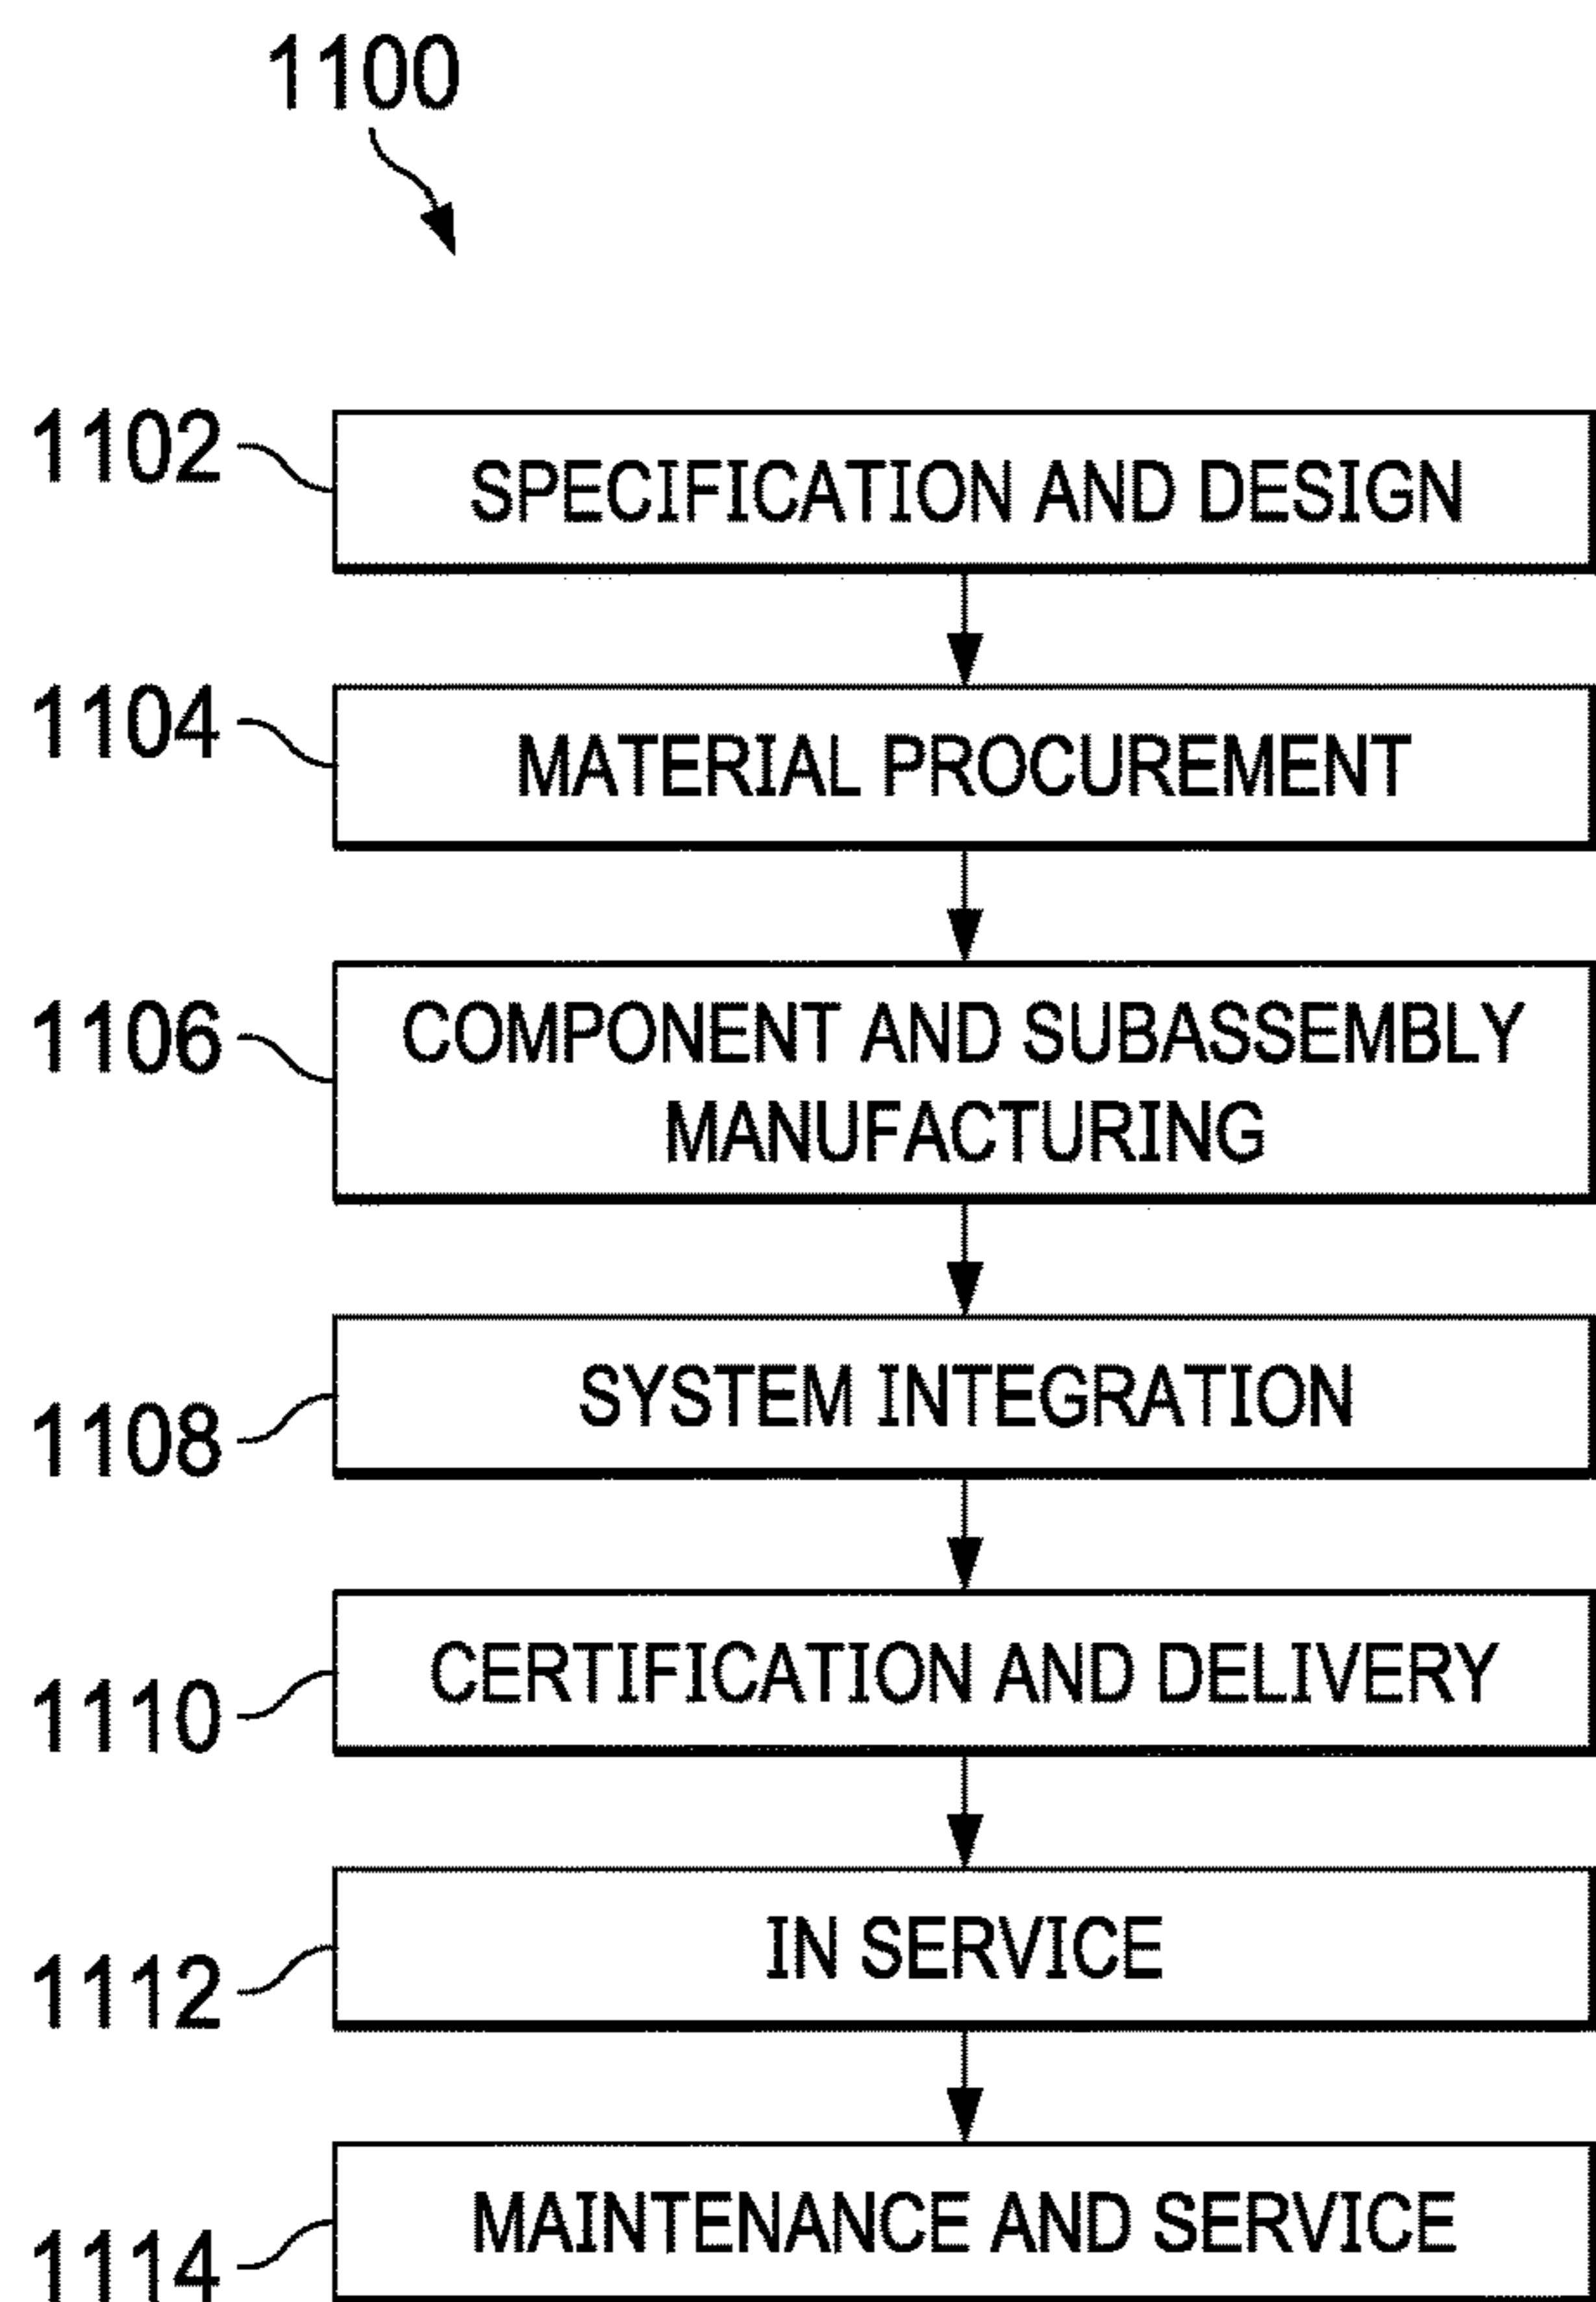 1100
1102 SPECIFICATION AND DESIGN
1104 MATERIAL PROCUREMENT
1106 COMPONENT AND SUBASSEMBLY
MANUFACTURING
1108 SYSTEM INTEGRATION
1110 CERTIFICATION AND DELIVERY
1112 IN SERVICE
1114 MAINTENANCE AND SERVICE